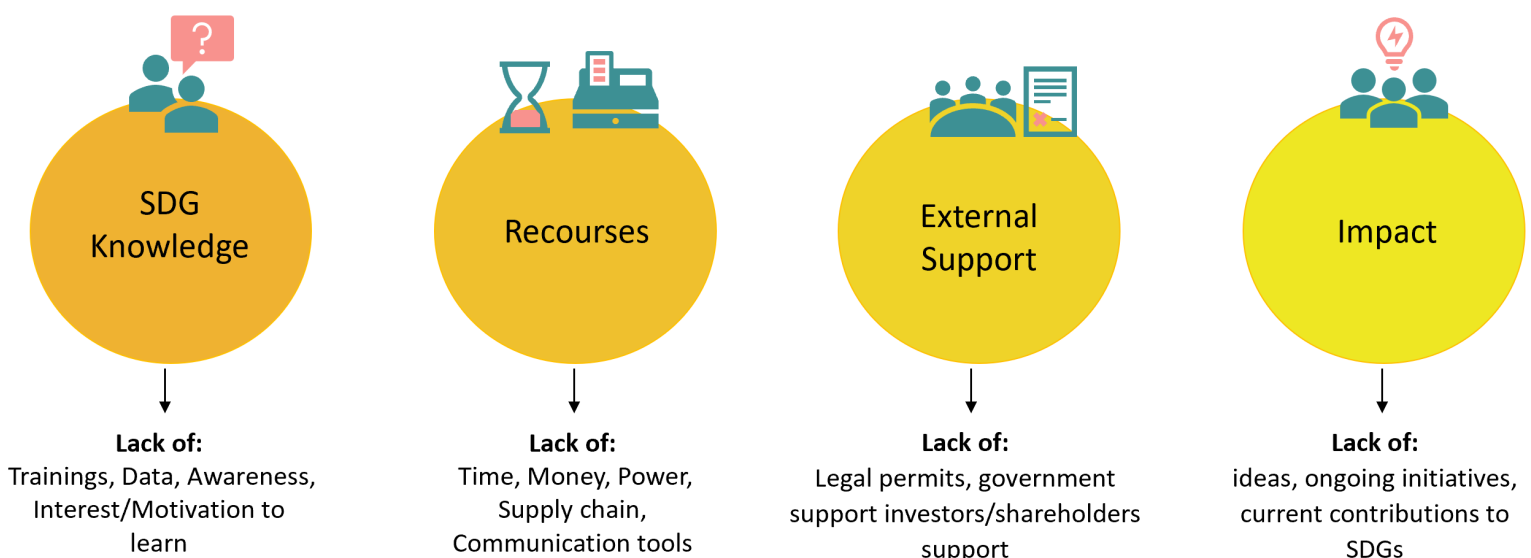 ?
SDG
Knowledge
Recourses
External
Support
Impact
Lack of:
Trainings, Data, Awareness,
Interest/Motivation to
learn
Lack of:
Time, Money, Power,
Supply chain,
Communication tools
Lack of:
Legal permits, government
support investors/shareholders
support
Lack of:
ideas, ongoing initiatives,
current contributions to
SDGs